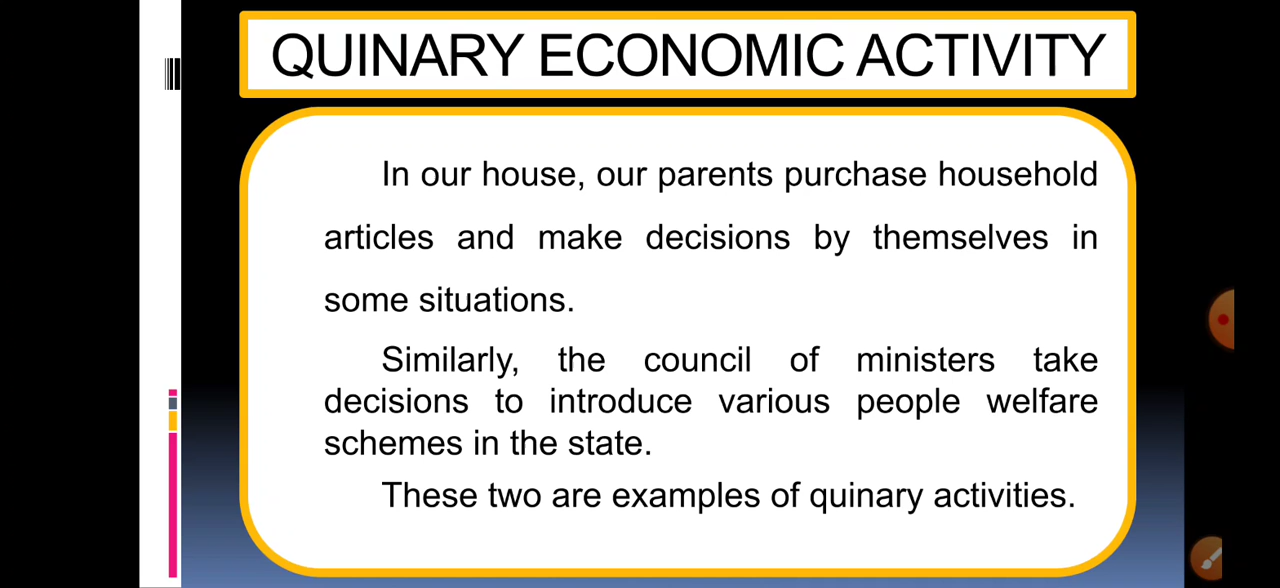 QUINARY ECONOMIC ACTIVITY
In our house, our parents purchase household
articles and make decisions by themselves in
some situations.
Similarly, the council of ministers take
decisions to introduce various people welfare
schemes in the state.
These two are examples of quinary activities.